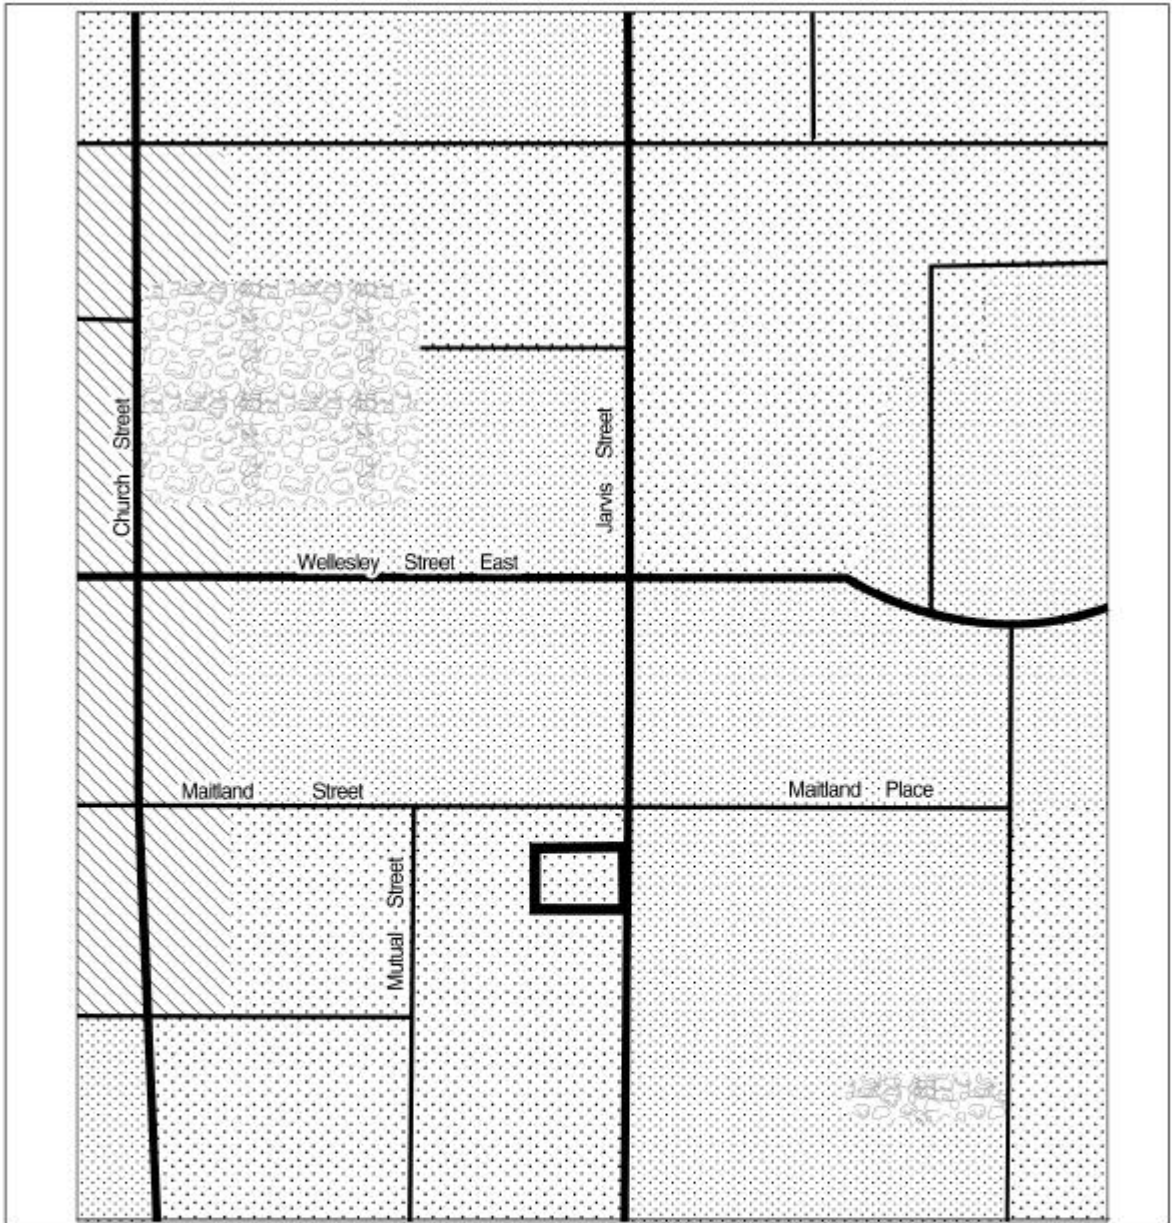 Church Street
Jarvis Street
Wellesley Street East
Maitland Street
Maitland Place
Mutual Street